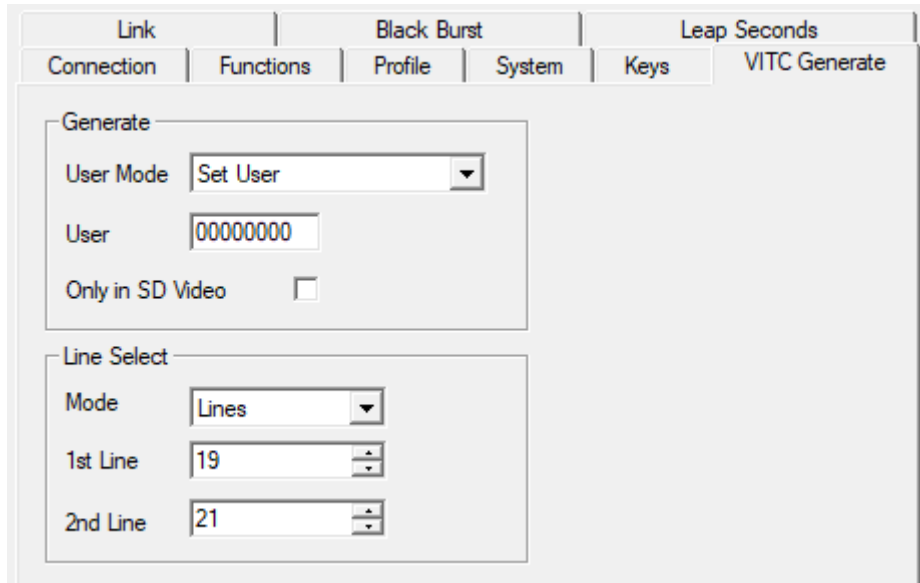 Link Black Burst Leap Seconds
Connection Functions Profile System Keys VITC Generate
Generate
User Mode Set User
User 00000000
Only in SD Video
Line Select
Mode Lines
1st Line 19
2nd Line 21